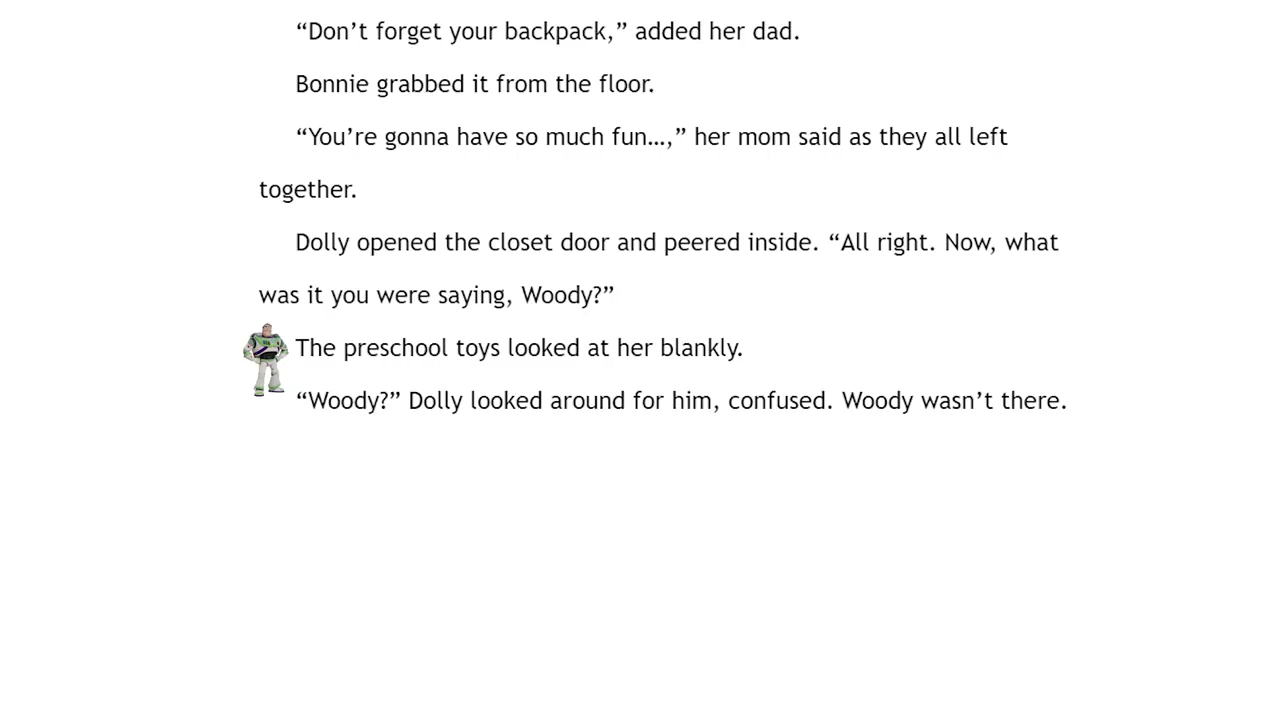 “Don’t forget your backpack,” added her dad.
Bonnie grabbed it from the floor.
“You’re gonna have so much fun…,” her mom said as they all left
together.
Dolly opened the closet door and peered inside. “All right. Now, what
was it you were saying, Woody?”
The preschool toys looked at her blankly.
“Woody?” Dolly looked around for him, confused. Woody wasn’t there.